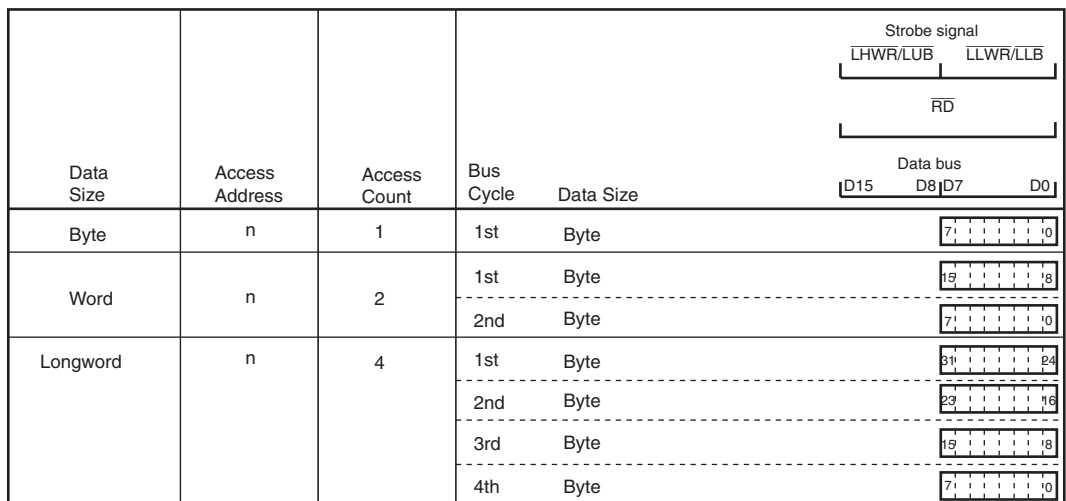 Strobe signal
LHWR/LUB LLWR/LLB
RD
Data Size Access Address Access Count Bus Cycle Data Size Data bus
D15 D8 D7 D0
Byte n 1 1st Byte 7 0
Word n 2 1st Byte 15 8
2nd Byte 7 0
Longword n 4 1st Byte 31 24
2nd Byte 23 16
3rd Byte 15 8
4th Byte 7 0